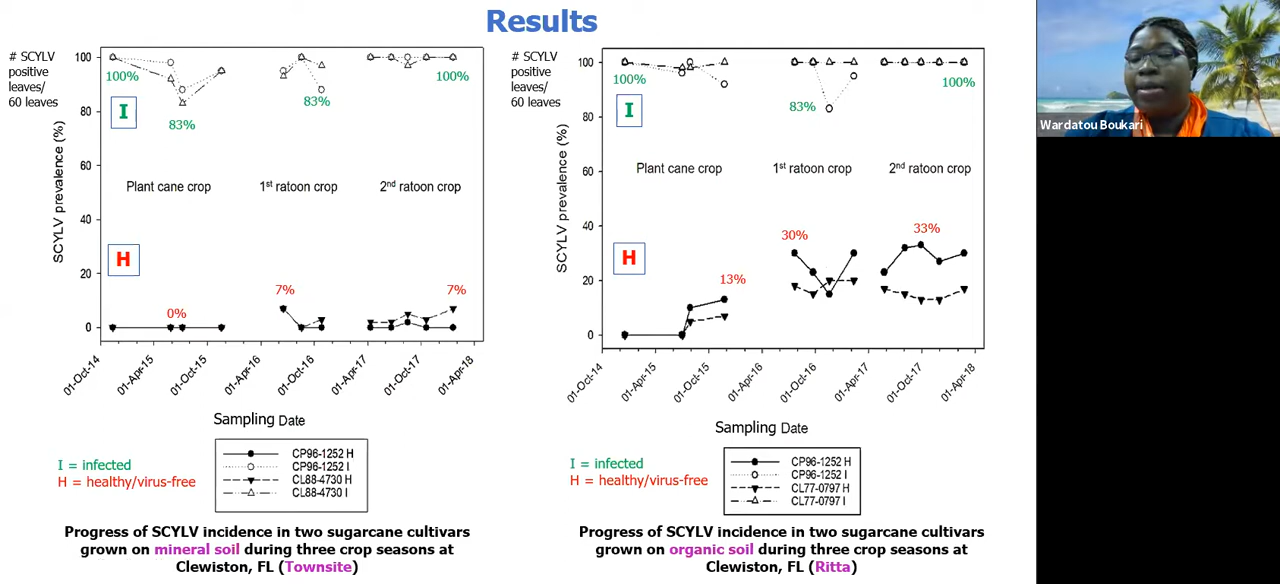 Results
# SCYLV
positive
leaves/
60 leaves
SCYLV prevalence (%)
100
80
60
40
20
0
100%
83%
83%
100%
I
Plant cane crop
1st ratoon crop
2nd ratoon crop
H
0%
7%
7%
01-Oct-14
01-Apr-15
01-Oct-15
01-Apr-16
01-Oct-16
01-Apr-17
01-Oct-17
01-Apr-18
Sampling Date
I = infected
H = healthy/virus-free
CP96-1252 H
CP96-1252 I
CL88-4730 H
CL88-4730 I
Progress of SCYLV incidence in two sugarcane cultivars
grown on mineral soil during three crop seasons at
Clewiston, FL (Townsite)
# SCYLV
positive
leaves/
60 leaves
SCYLV prevalence (%)
100
80
60
40
20
0
100%
83%
100%
I
Plant cane crop
1st ratoon crop
2nd ratoon crop
H
13%
30%
33%
01-Oct-14
01-Apr-15
01-Oct-15
01-Apr-16
01-Oct-16
01-Apr-17
01-Oct-17
01-Apr-18
Sampling Date
I = infected
H = healthy/virus-free
CP96-1252 H
CP96-1252 I
CL77-0797 H
CL77-0797 I
Progress of SCYLV incidence in two sugarcane cultivars
grown on organic soil during three crop seasons at
Clewiston, FL (Ritta)
Wardatou Boukari